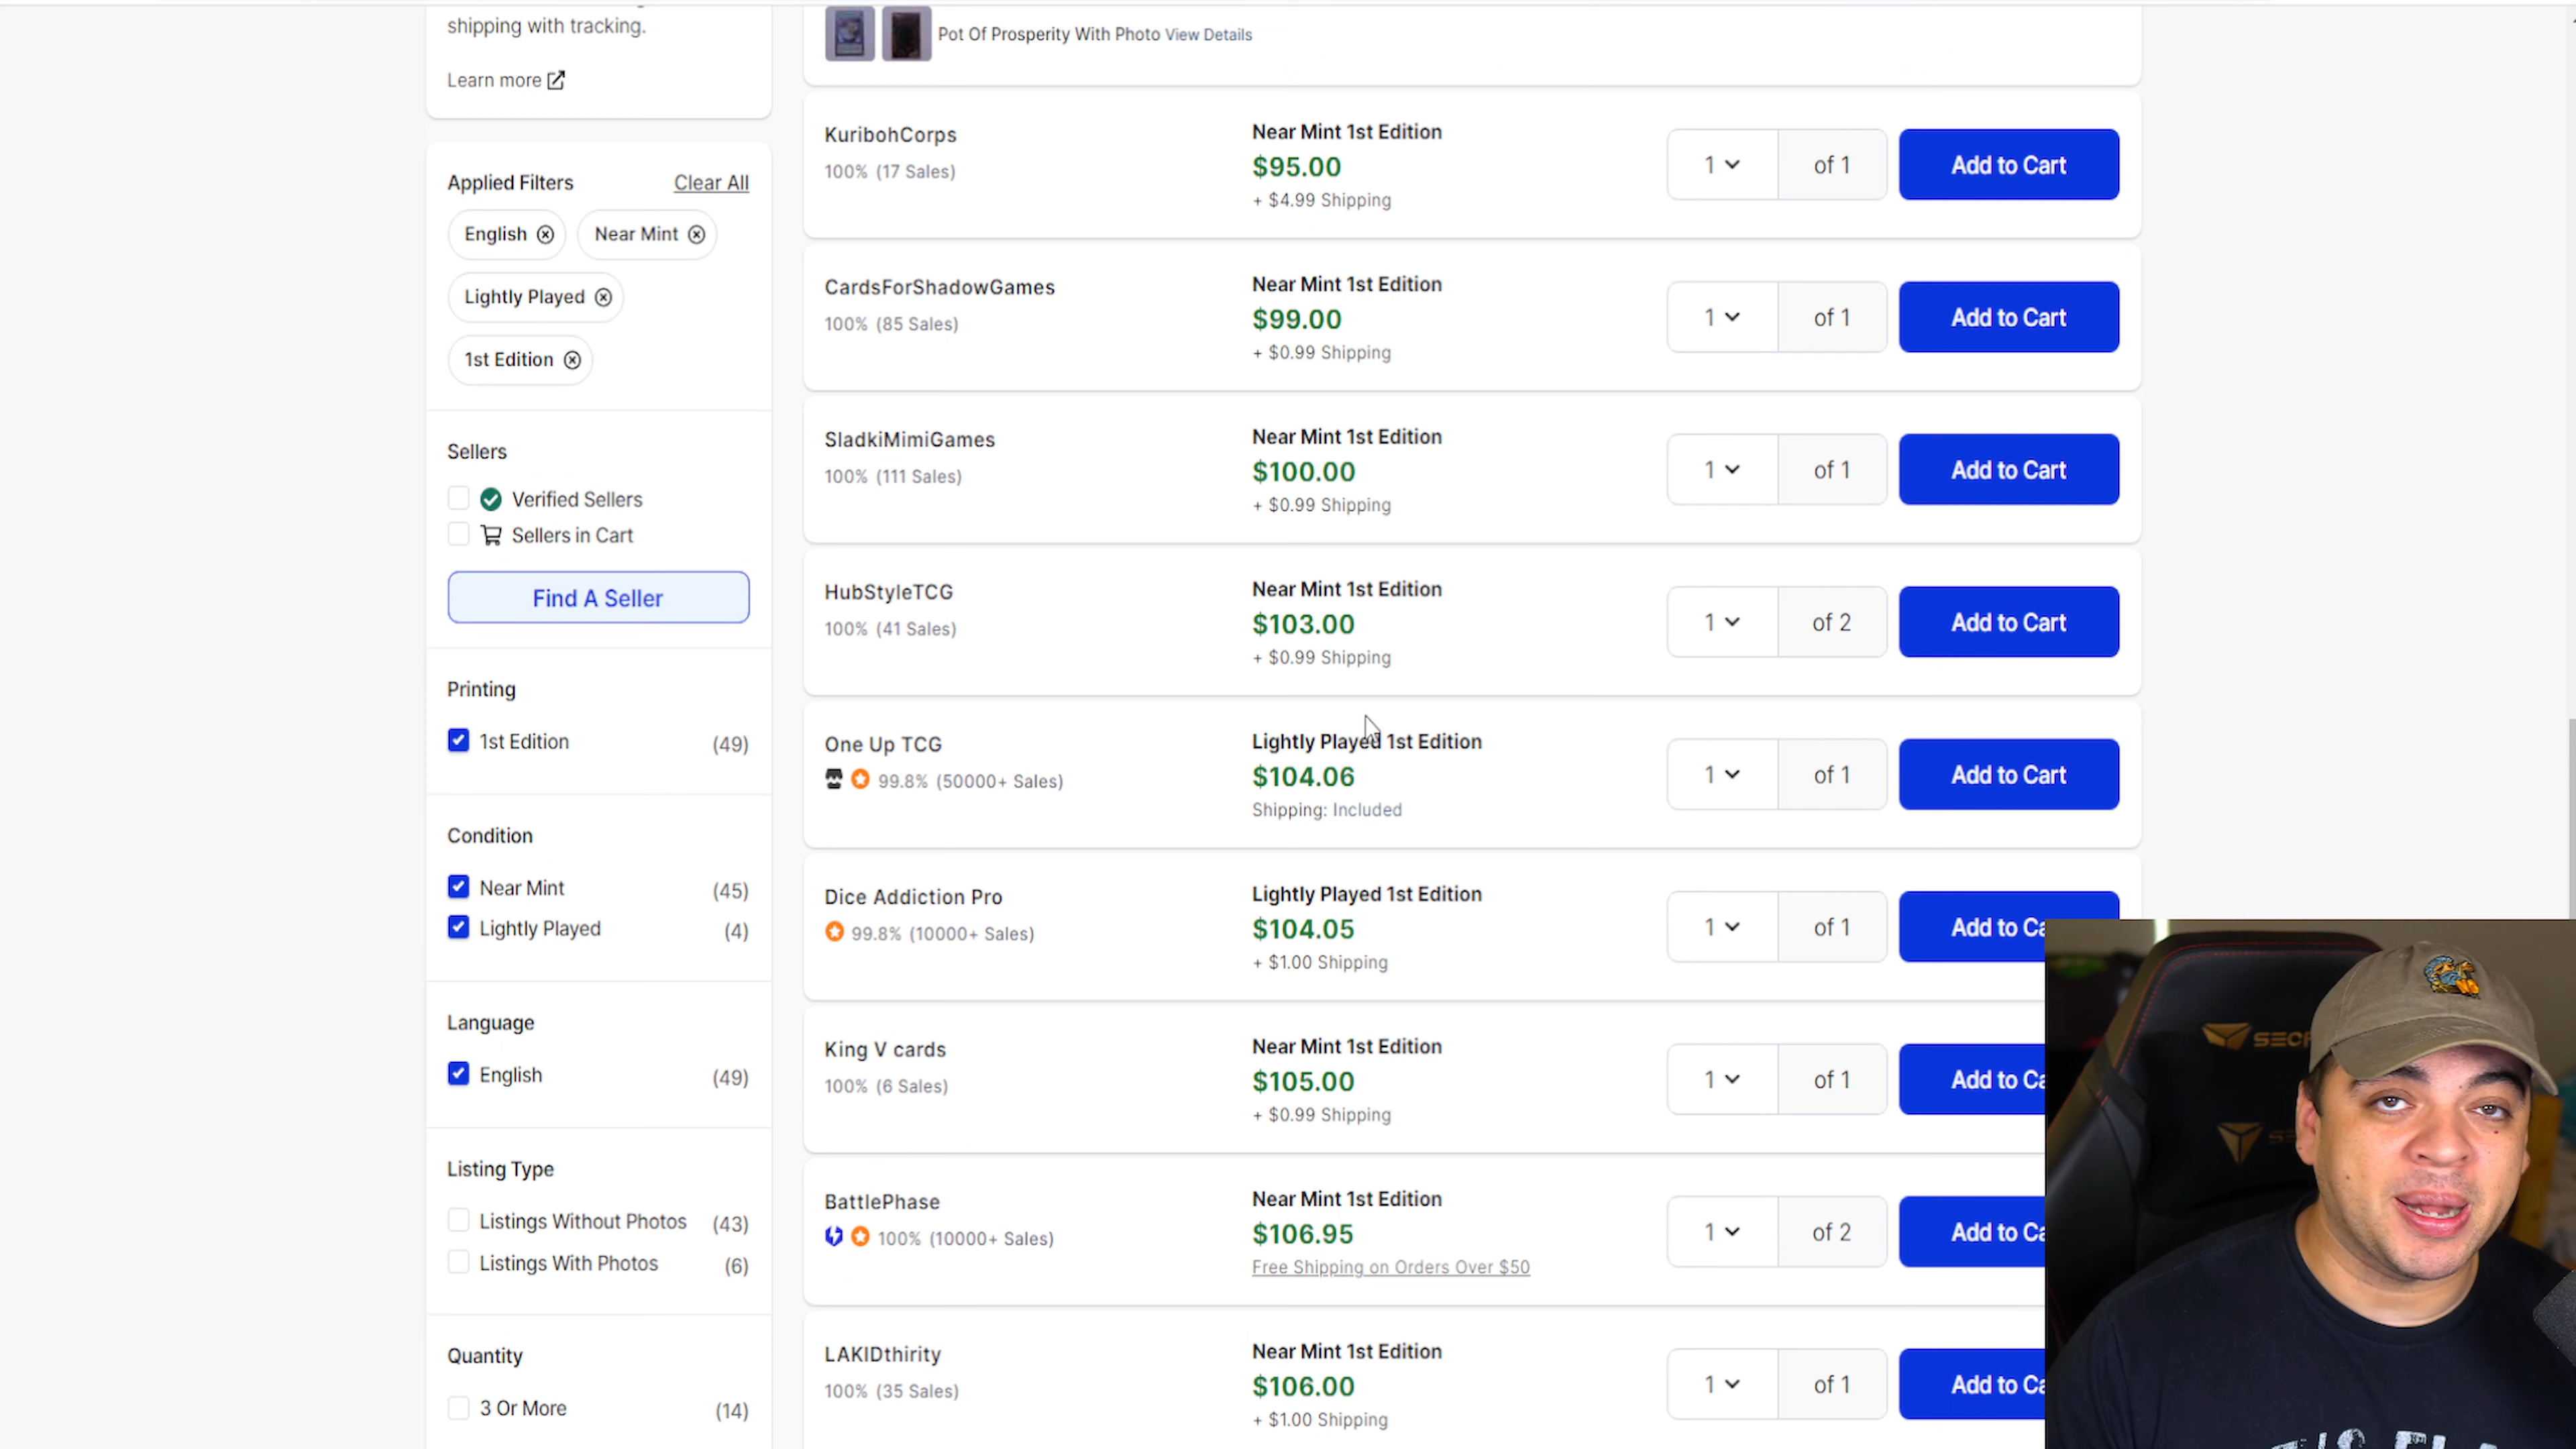 shipping with tracking.
Learn more
Applied Filters Clear All
English Near Mint
Lightly Played
1st Edition
Sellers
Verified Sellers
Sellers in Cart
Find A Seller
Printing
1st Edition (49)
Condition
Near Mint (45)
Lightly Played (4)
Language
English (49)
Listing Type
Listings Without Photos (43)
Listings With Photos (6)
Quantity
3 Or More (14)
Pot Of Prosperity With Photo View Details
KuribohCorps
100% (17 Sales)
Near Mint 1st Edition
$95.00
+ $4.99 Shipping
1 of 1 Add to Cart
CardsForShadowGames
100% (85 Sales)
Near Mint 1st Edition
$99.00
+ $0.99 Shipping
1 of 1 Add to Cart
SladkiMimiGames
100% (111 Sales)
Near Mint 1st Edition
$100.00
+ $0.99 Shipping
1 of 1 Add to Cart
HubStyleTCG
100% (41 Sales)
Near Mint 1st Edition
$103.00
+ $0.99 Shipping
1 of 2 Add to Cart
One Up TCG
99.8% (50000+ Sales)
Lightly Played 1st Edition
$104.06
Shipping: Included
1 of 1 Add to Cart
Dice Addiction Pro
99.8% (10000+ Sales)
Lightly Played 1st Edition
$104.05
+ $1.00 Shipping
1 of 1 Add to Ca
King V cards
100% (6 Sales)
Near Mint 1st Edition
$105.00
+ $0.99 Shipping
1 of 1 Add to Ca
BattlePhase
100% (10000+ Sales)
Near Mint 1st Edition
$106.95
Free Shipping on Orders Over $50
1 of 2 Add to Ca
LAKIDthirity
100% (35 Sales)
Near Mint 1st Edition
$106.00
+ $1.00 Shipping
1 of 1 Add to Ca